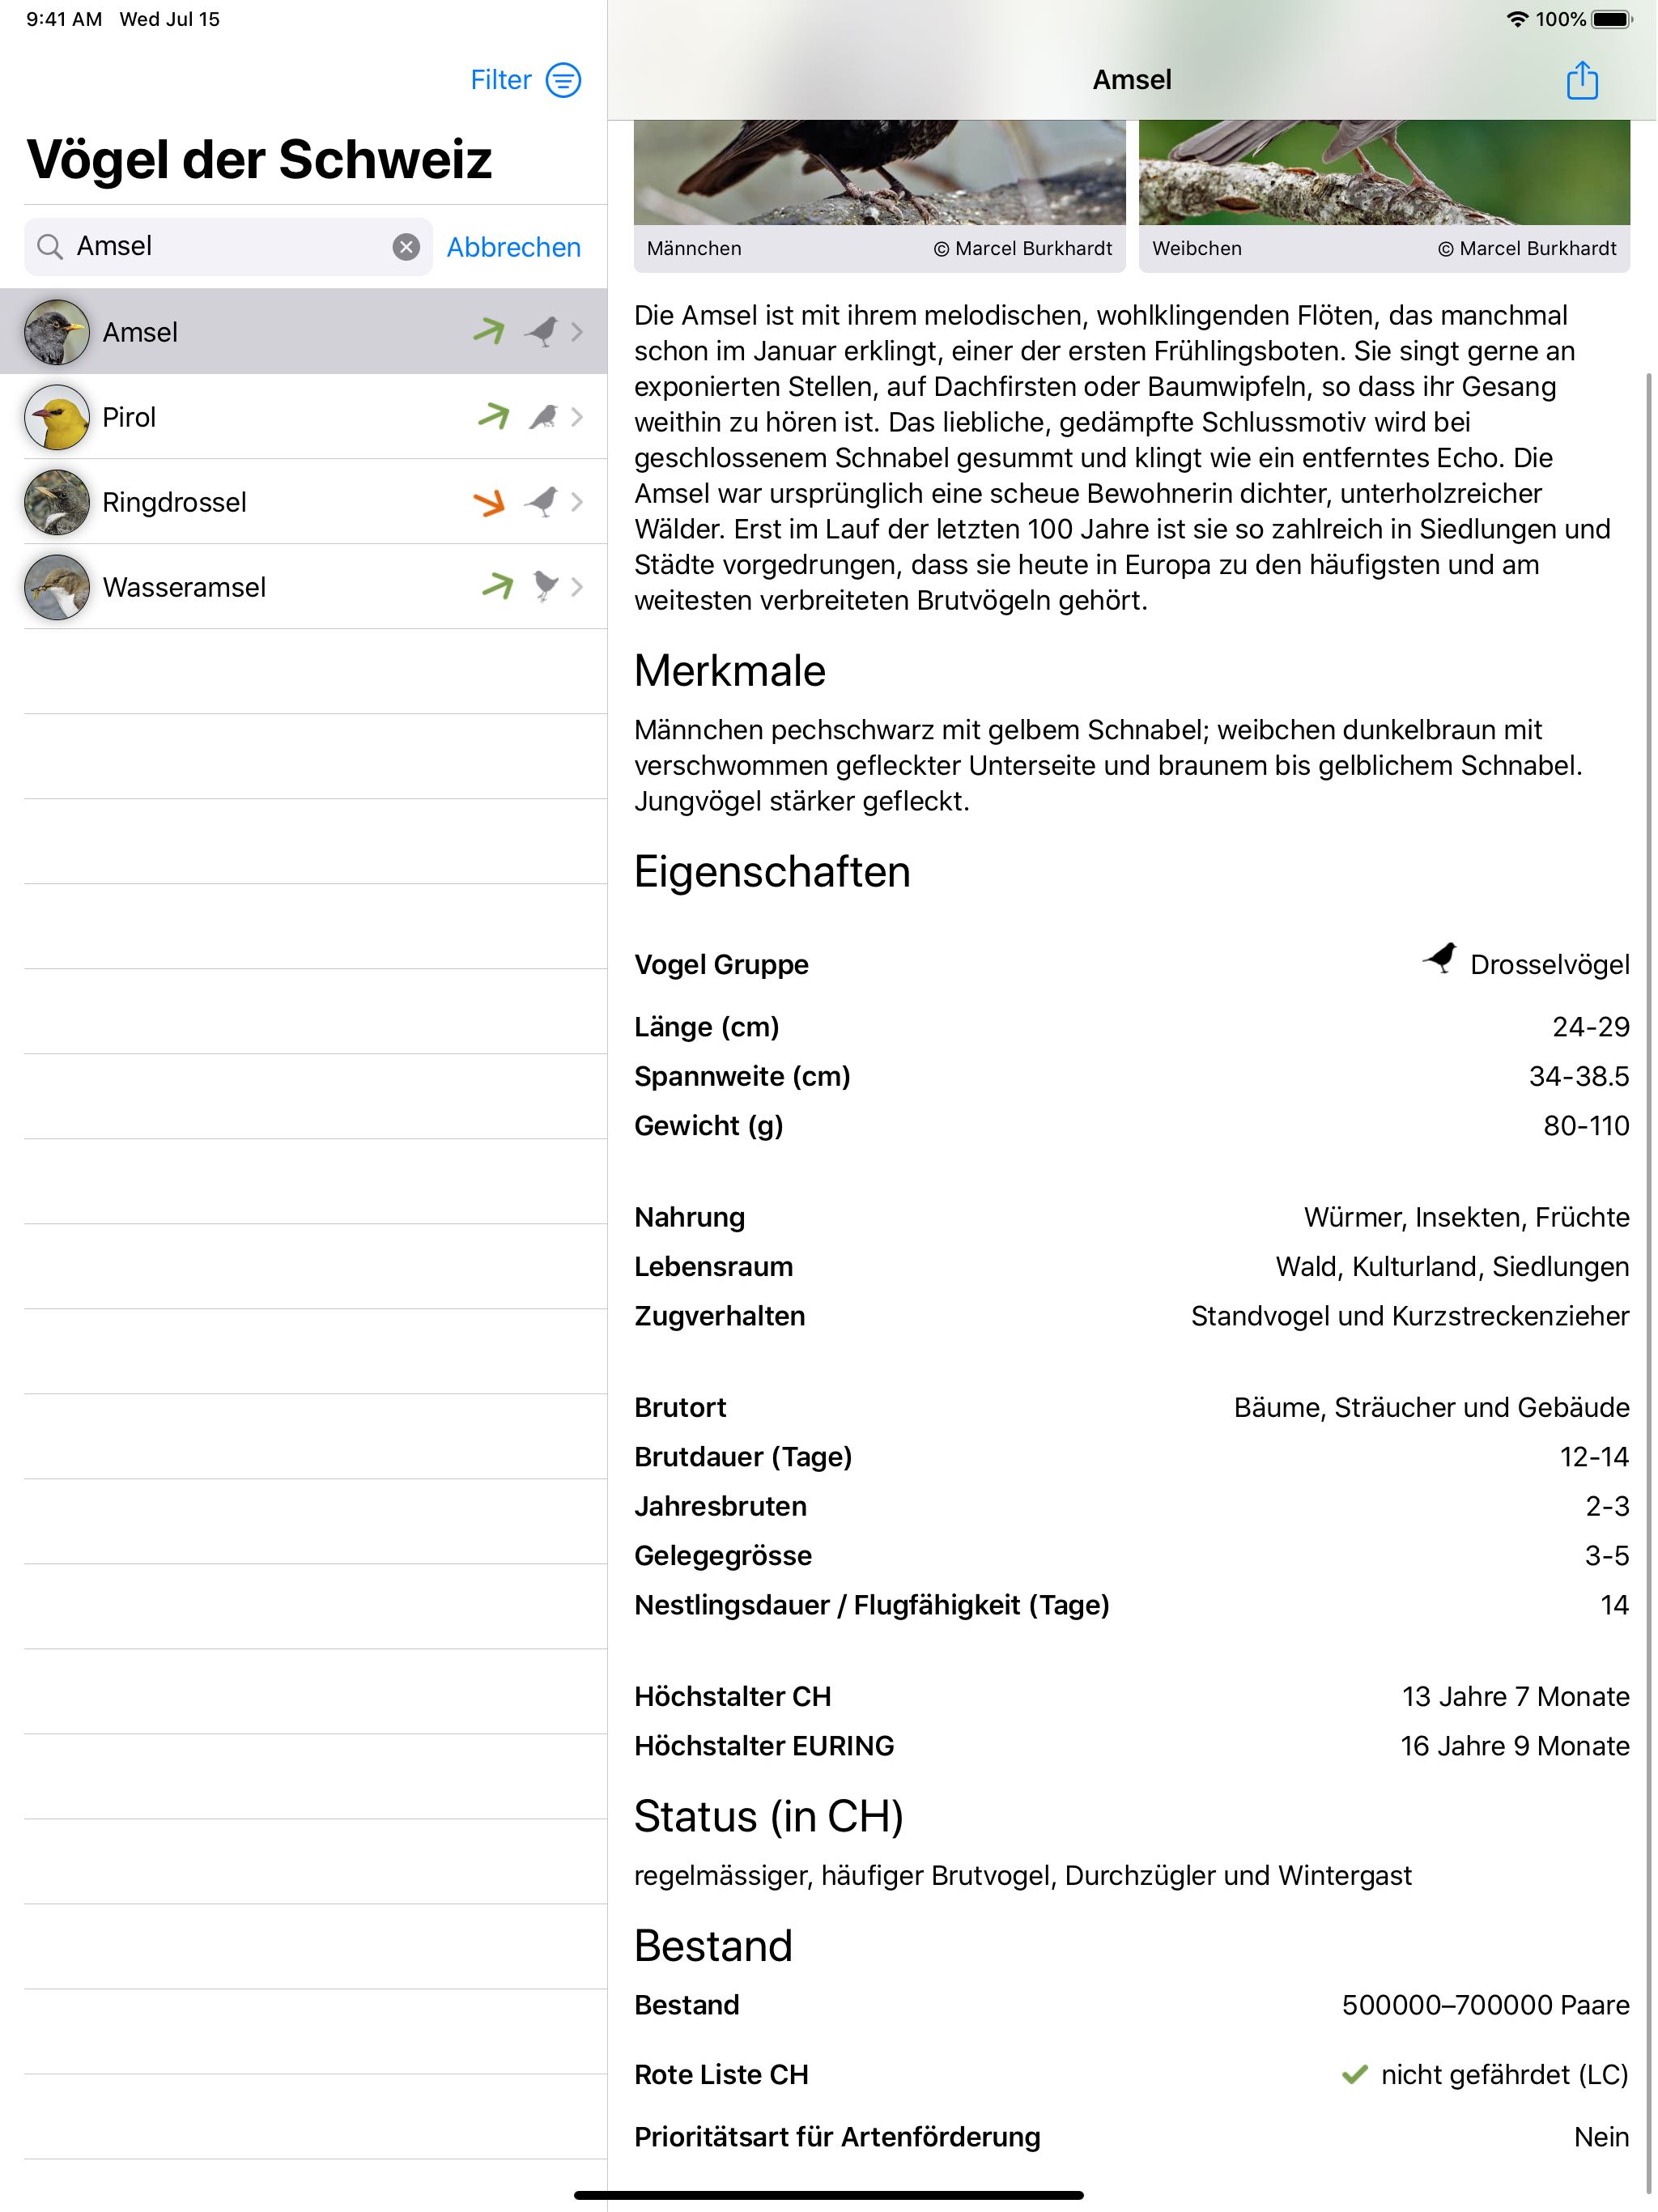 9:41 AM Wed Jul 15
100%
Filter
Vögel der Schweiz
Amsel
Abbrechen
Amsel
Pirol
Ringdrossel
Wasseramsel
Amsel
Männchen © Marcel Burkhardt
Weibchen © Marcel Burkhardt
Die Amsel ist mit ihrem melodischen, wohlklingenden Flöten, das manchmal
schon im Januar erklingt, einer der ersten Frühlingsboten. Sie singt gerne an
exponierten Stellen, auf Dachfirsten oder Baumwipfeln, so dass ihr Gesang
weithin zu hören ist. Das liebliche, gedämpfte Schlussmotiv wird bei
geschlossenem Schnabel gesummt und klingt wie ein entferntes Echo. Die
Amsel war ursprünglich eine scheue Bewohnerin dichter, unterholzreicher
Wälder. Erst im Lauf der letzten 100 Jahre ist sie so zahlreich in Siedlungen und
Städte vorgedrungen, dass sie heute in Europa zu den häufigsten und am
weitesten verbreiteten Brutvögeln gehört.
Merkmale
Männchen pechschwarz mit gelbem Schnabel; weibchen dunkelbraun mit
verschwommen gefleckter Unterseite und braunem bis gelblichem Schnabel.
Jungvögel stärker gefleckt.
Eigenschaften
Vogel Gruppe Drosselvögel
Länge (cm) 24-29
Spannweite (cm) 34-38.5
Gewicht (g) 80-110
Nahrung Würmer, Insekten, Früchte
Lebensraum Wald, Kulturland, Siedlungen
Zugverhalten Standvogel und Kurzstreckenzieher
Brutort Bäume, Sträucher und Gebäude
Brutdauer (Tage) 12-14
Jahresbruten 2-3
Gelegegrösse 3-5
Nestlingsdauer / Flugfähigkeit (Tage) 14
Höchstalter CH 13 Jahre 7 Monate
Höchstalter EURING 16 Jahre 9 Monate
Status (in CH)
regelmässiger, häufiger Brutvogel, Durchzügler und Wintergast
Bestand
Bestand 500000–700000 Paare
Rote Liste CH nicht gefährdet (LC)
Prioritätsart für Artenförderung Nein